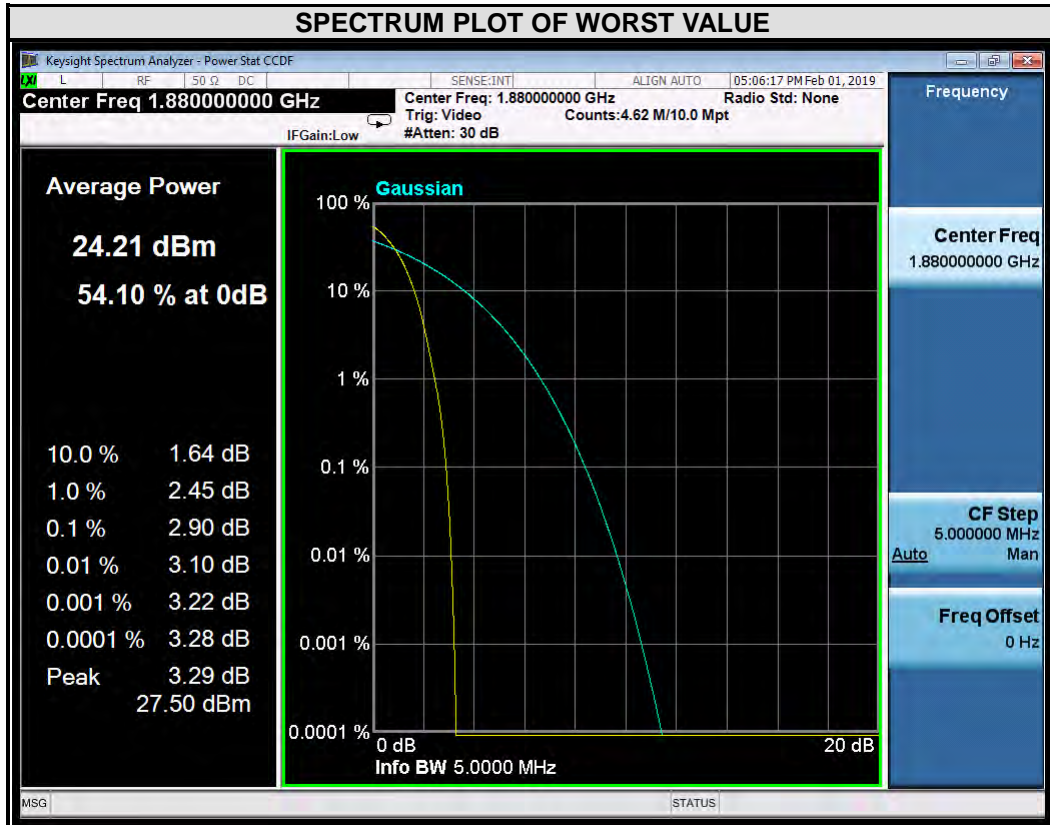 SPECTRUM PLOT OF WORST VALUE
Keysight Spectrum Analyzer - Power Stat CCDF
LXI L RF 50 Ω DC SENSE:INT ALIGN AUTO 05:06:17 PM Feb 01, 2019
Center Freq 1.880000000 GHz
Center Freq: 1.880000000 GHz Radio Std: None
Trig: Video Counts:4.62 M/10.0 Mpt
IFGain:Low #Atten: 30 dB
Frequency
Average Power
24.21 dBm
54.10 % at 0dB
10.0 % 1.64 dB
1.0 % 2.45 dB
0.1 % 2.90 dB
0.01 % 3.10 dB
0.001 % 3.22 dB
0.0001 % 3.28 dB
Peak 3.29 dB
27.50 dBm
Gaussian
100 %
10 %
1 %
0.1 %
0.01 %
0.001 %
0.0001 %
0 dB 20 dB
Info BW 5.0000 MHz
Center Freq
1.880000000 GHz
CF Step
5.000000 MHz
Auto Man
Freq Offset
0 Hz
MSG STATUS